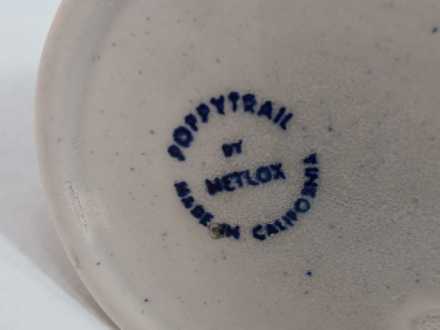 POPPYTRAIL
BY
METLOX
MADE IN CALIFORNIA